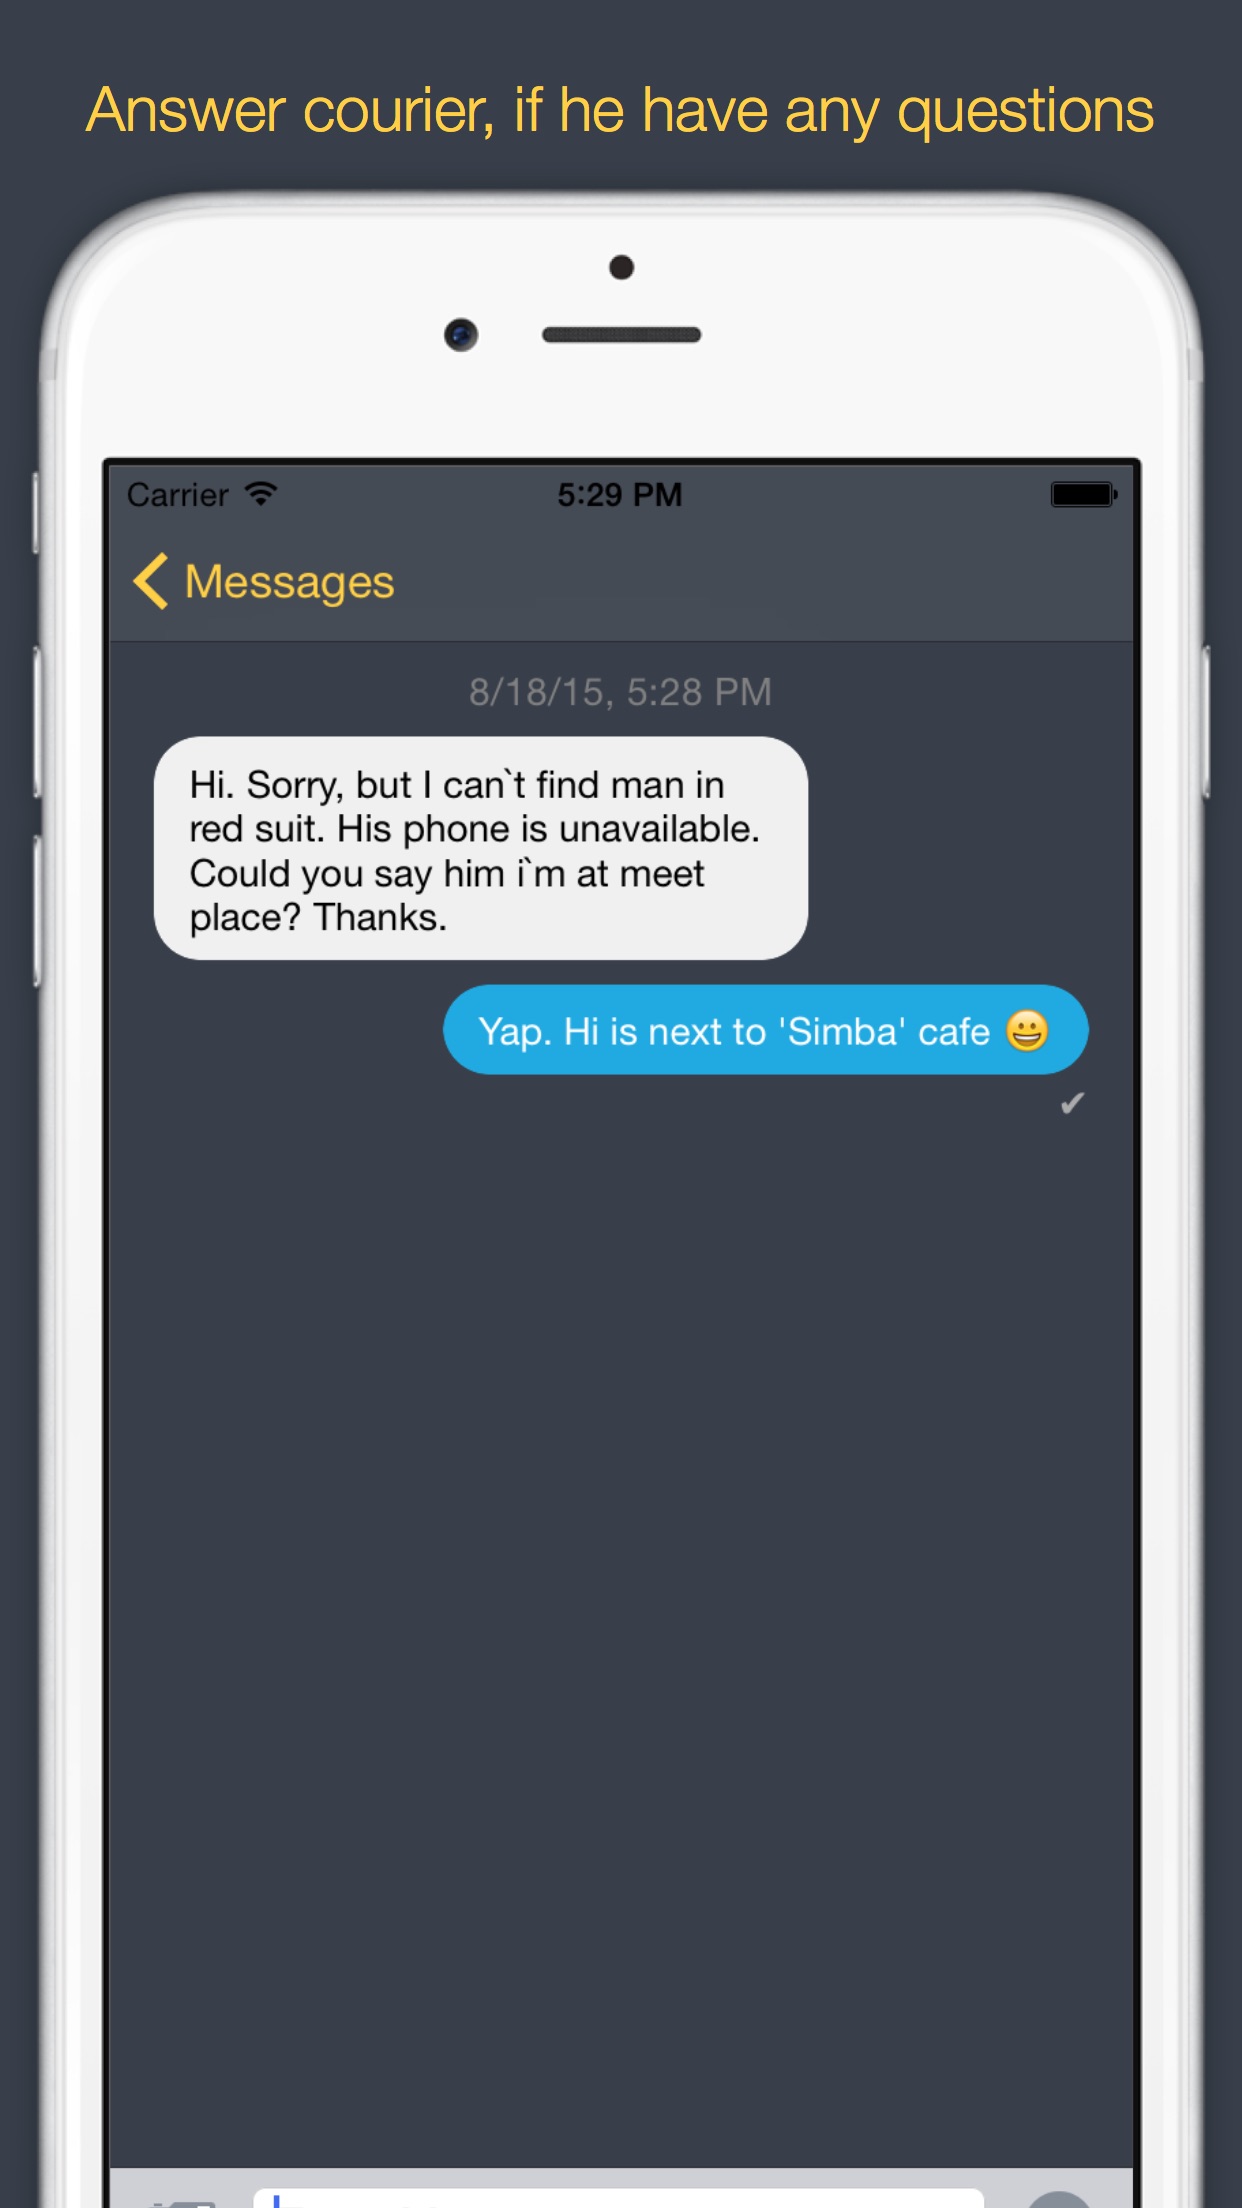 Answer courier, if he have any questions
Carrier
5:29 PM
Messages
8/18/15, 5:28 PM
Hi. Sorry, but I can`t find man in
red suit. His phone is unavailable.
Could you say him i`m at meet
place? Thanks.
Yap. Hi is next to 'Simba' cafe 😀
✔